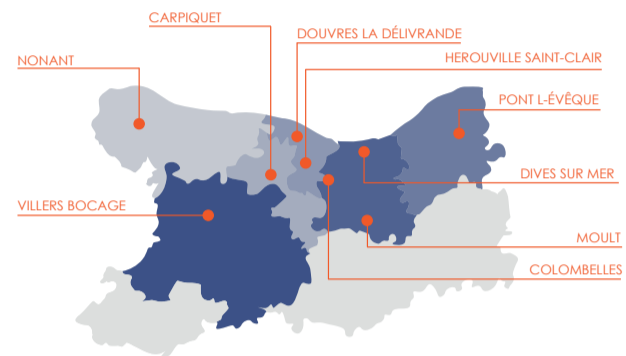 CARPIQUET
DOUVRES LA DÉLIVRANDE
HEROUVILLE SAINT-CLAIR
NONANT
PONT L-ÉVÊQUE
DIVES SUR MER
VILLERS BOCAGE
MOULT
COLOMBELLES